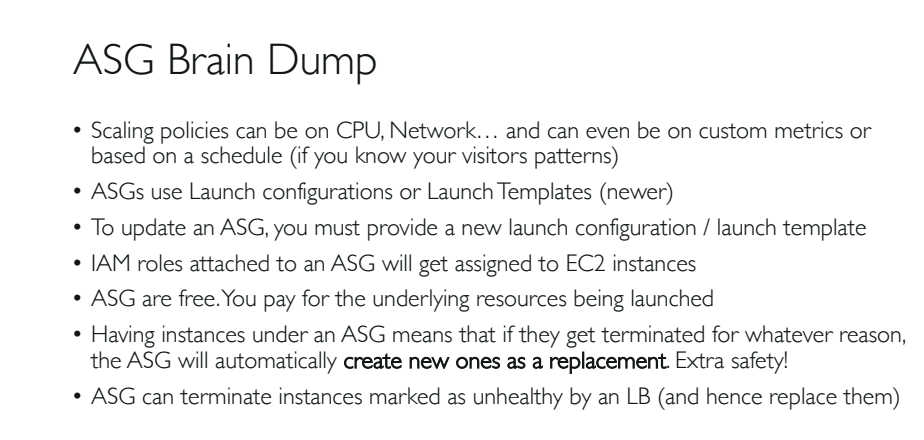 ASG Brain Dump
• Scaling policies can be on CPU, Network… and can even be on custom metrics or
based on a schedule (if you know your visitors patterns)
• ASGs use Launch configurations or Launch Templates (newer)
• To update an ASG, you must provide a new launch configuration / launch template
• IAM roles attached to an ASG will get assigned to EC2 instances
• ASG are free. You pay for the underlying resources being launched
• Having instances under an ASG means that if they get terminated for whatever reason,
the ASG will automatically create new ones as a replacement. Extra safety!
• ASG can terminate instances marked as unhealthy by an LB (and hence replace them)